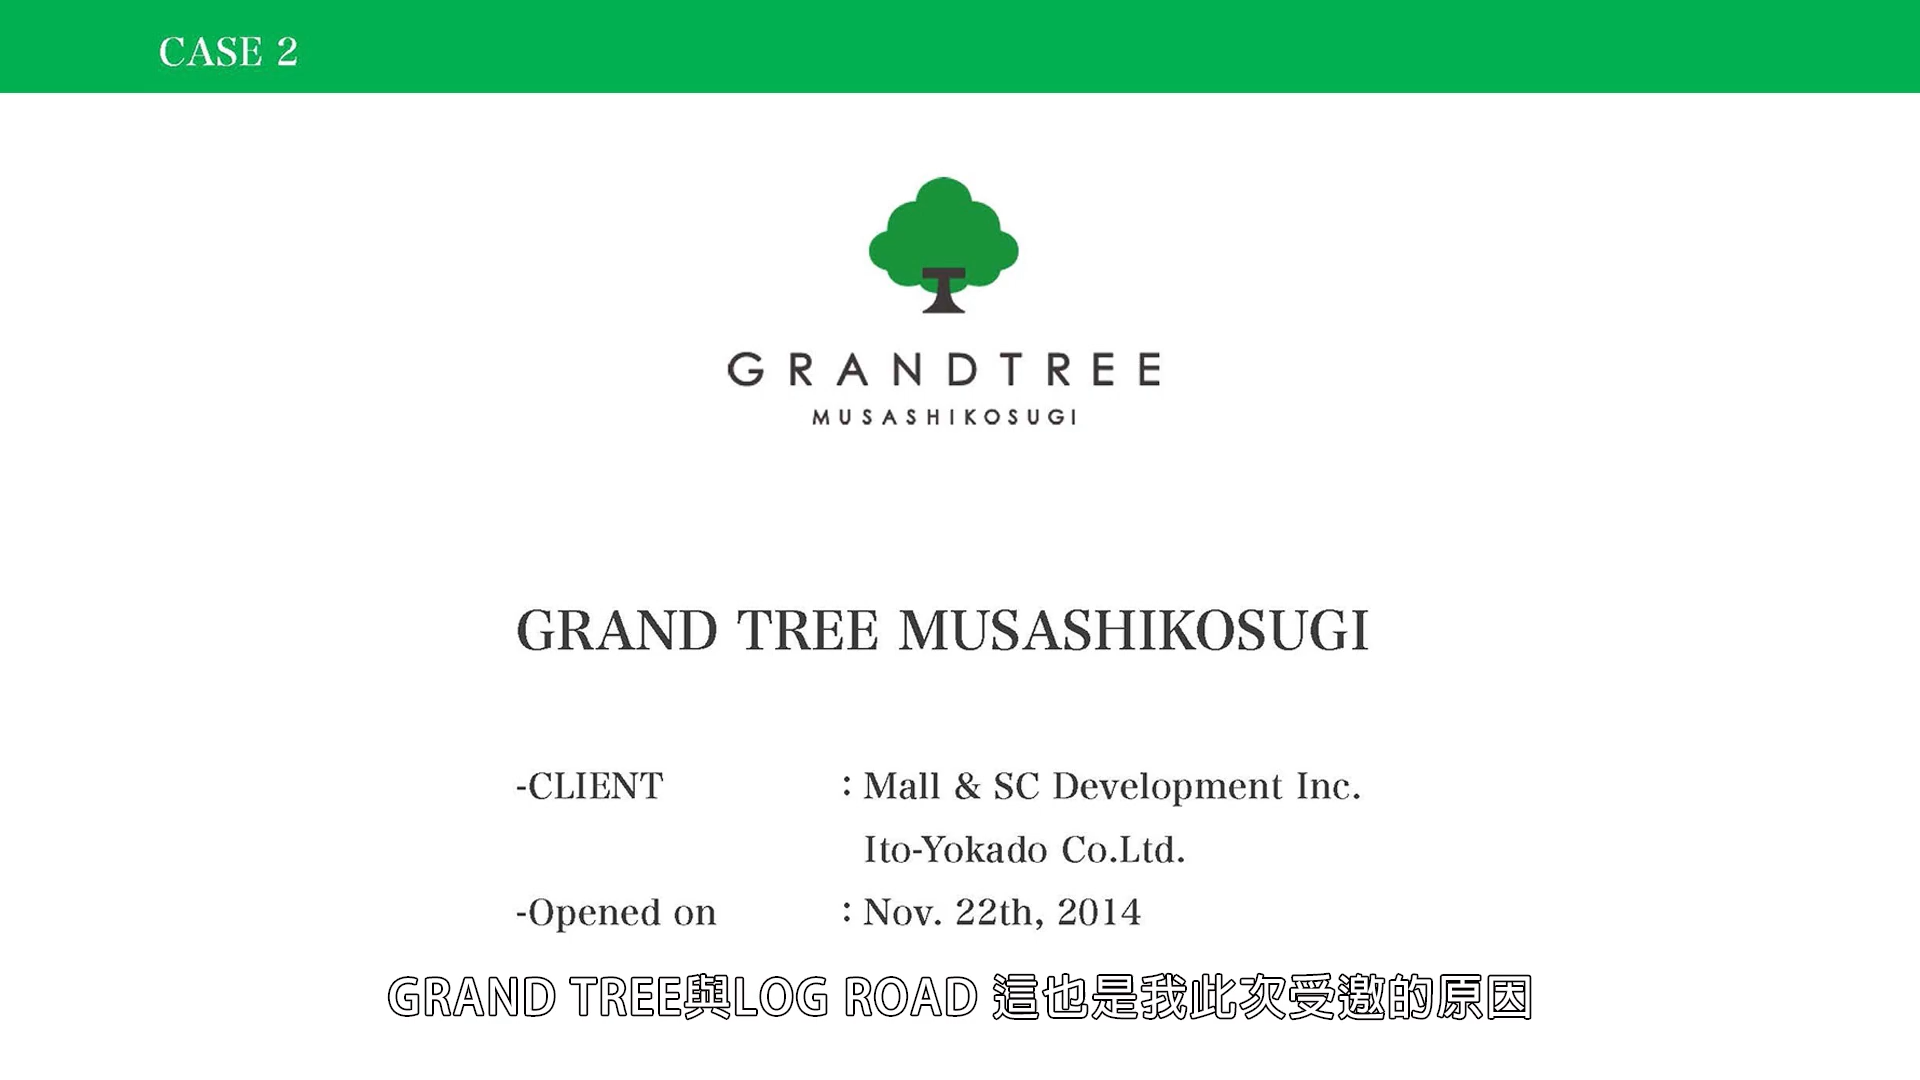 CASE 2
GRANDTREE
MUSASHIKOSUGI
GRAND TREE MUSASHIKOSUGI
-CLIENT : Mall & SC Development Inc.
Ito-Yokado Co.Ltd.
-Opened on : Nov. 22th, 2014
GRAND TREE與LOG ROAD 這也是我此次受邀的原因